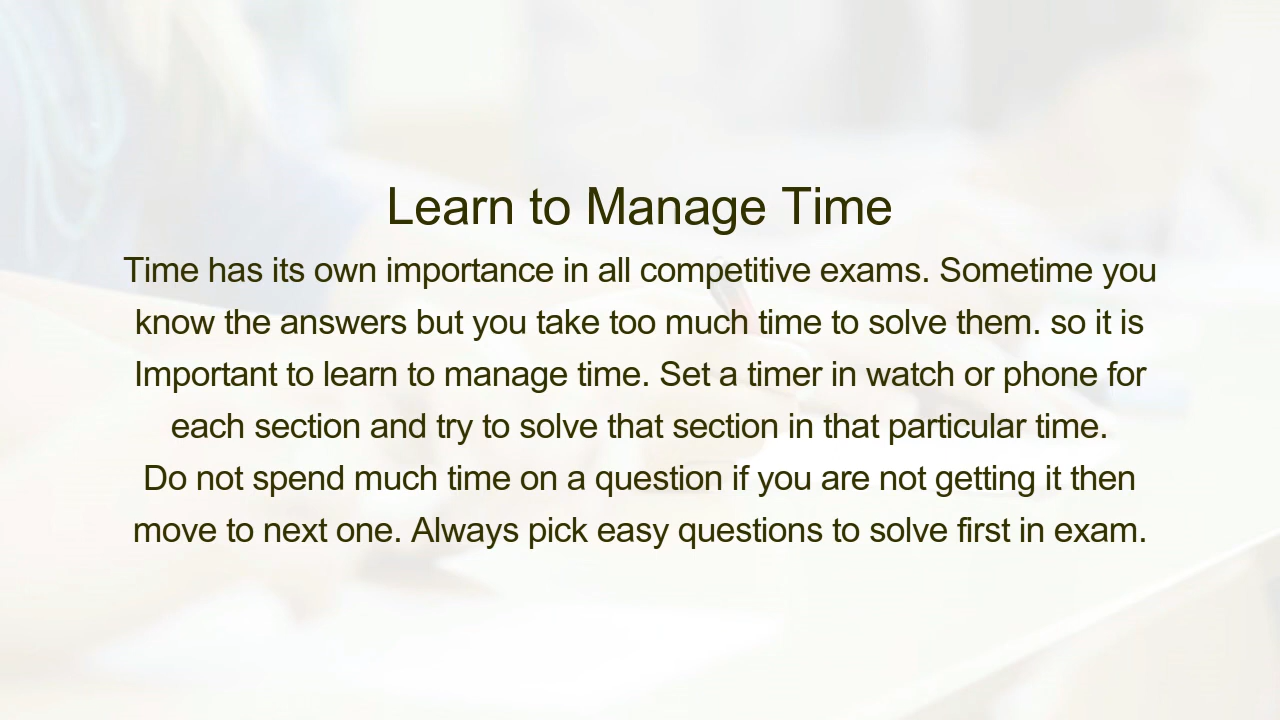 Learn to Manage Time
Time has its own importance in all competitive exams. Sometime you
know the answers but you take too much time to solve them. so it is
Important to learn to manage time. Set a timer in watch or phone for
each section and try to solve that section in that particular time.
Do not spend much time on a question if you are not getting it then
move to next one. Always pick easy questions to solve first in exam.